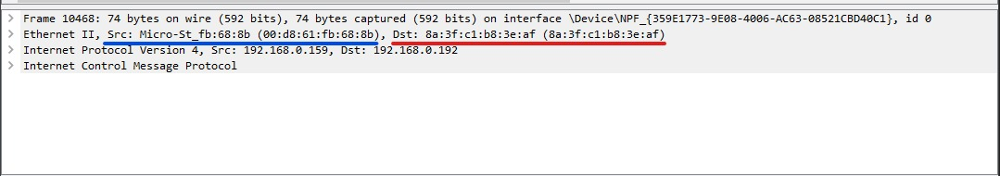 Frame 10468: 74 bytes on wire (592 bits), 74 bytes captured (592 bits) on interface \Device\NPF_{359E1773-9E08-4006-AC63-08521CBD40C1}, id 0
Ethernet II, Src: Micro-St_fb:68:8b (00:d8:61:fb:68:8b), Dst: 8a:3f:c1:b8:3e:af (8a:3f:c1:b8:3e:af)
Internet Protocol Version 4, Src: 192.168.0.159, Dst: 192.168.0.192
Internet Control Message Protocol